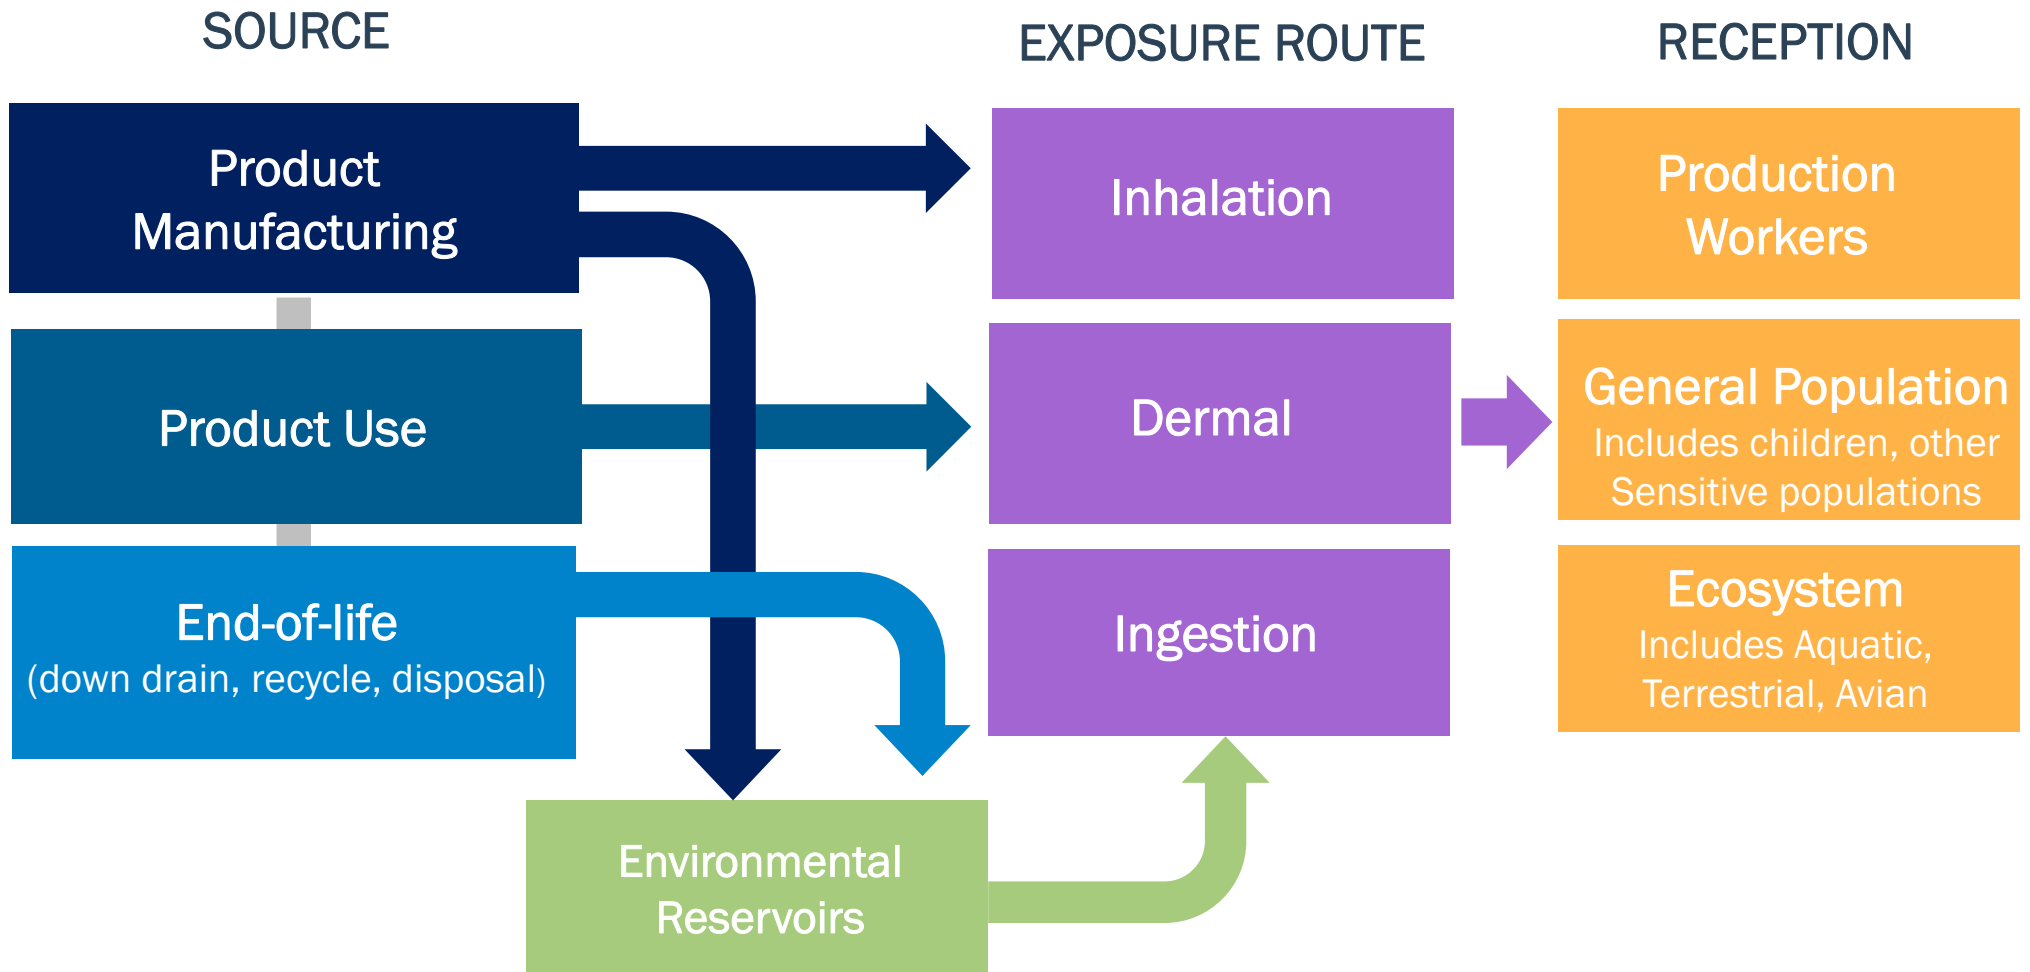 SOURCE
EXPOSURE ROUTE
RECEPTION
Product
Manufacturing
Inhalation
Production
Workers
Product Use
Dermal
General Population
Includes children, other
Sensitive populations
End-of-life
(down drain, recycle, disposal)
Ingestion
Ecosystem
Includes Aquatic,
Terrestrial, Avian
Environmental
Reservoirs